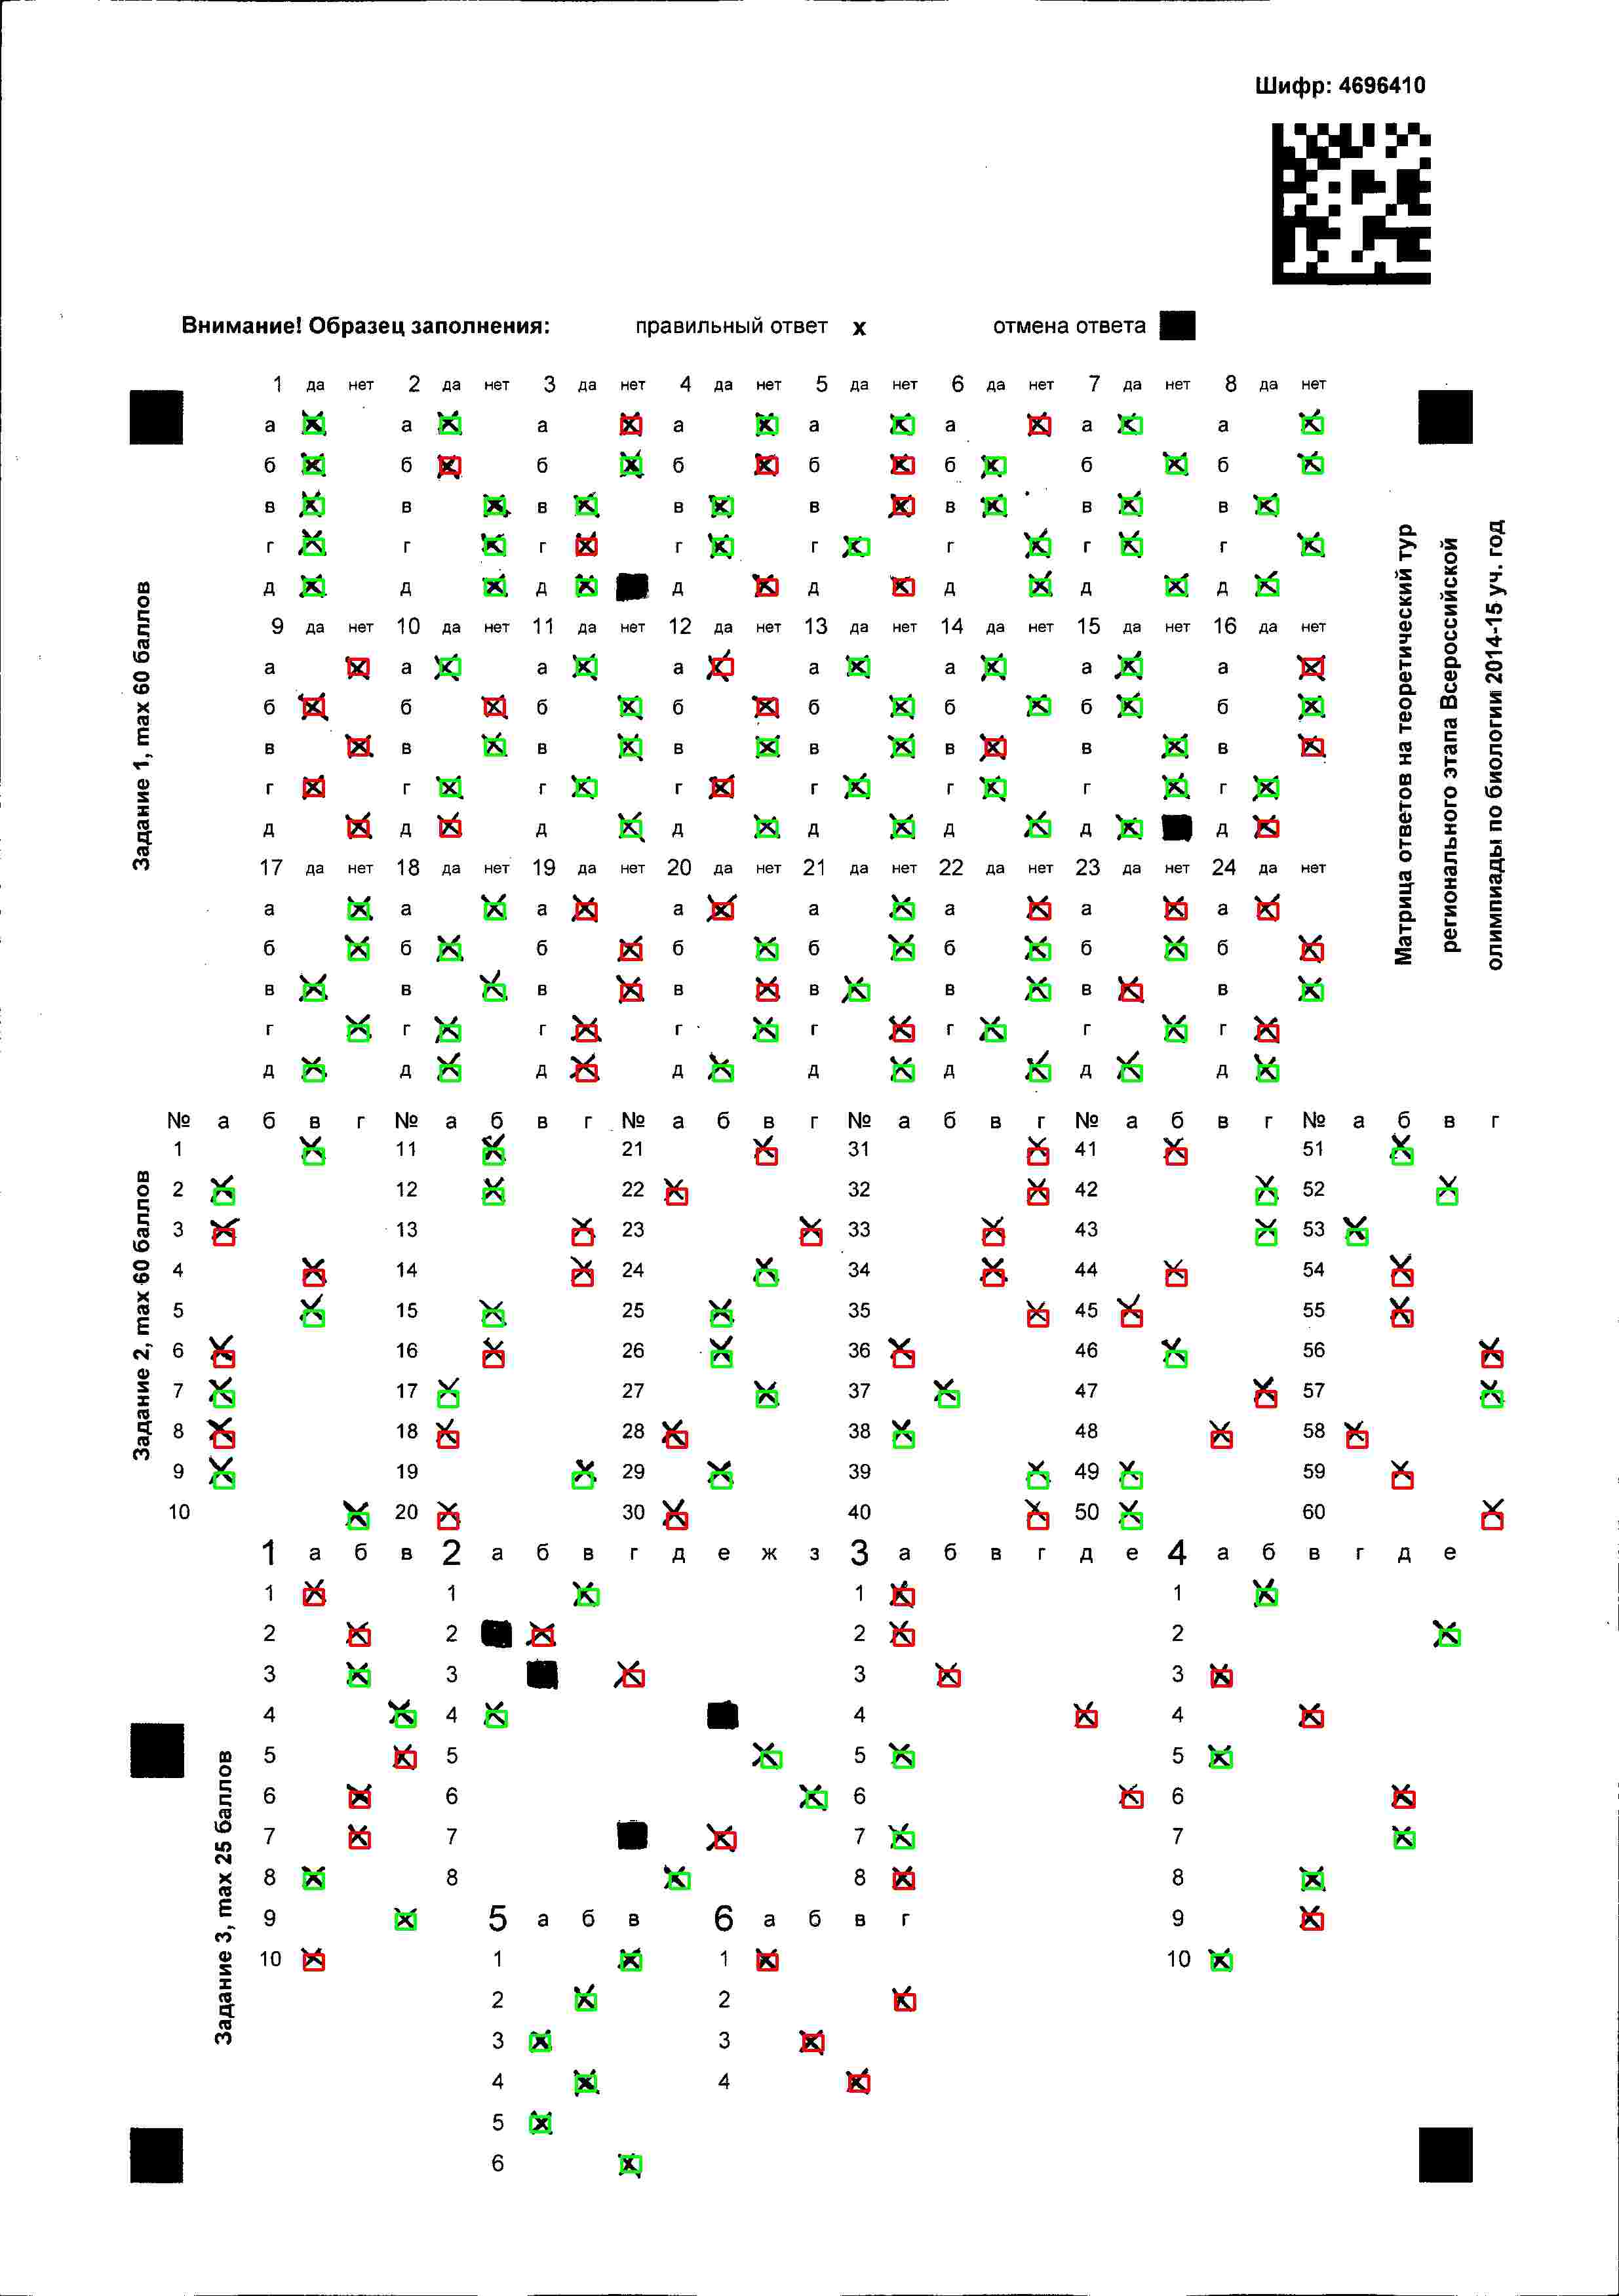 Шифр: 4696410
Внимание! Образец заполнения: правильный ответ х отмена ответа
1 да нет 2 да нет 3 да нет 4 да нет 5 да нет 6 да нет 7 да нет 8 да нет
а а а а а а а а
б б б б б б б б
в в в в в в в в
г г г г г г г г
д д д д д д д д
9 да нет 10 да нет 11 да нет 12 да нет 13 да нет 14 да нет 15 да нет 16 да нет
а а а а а а а а
б б б б б б б б
в в в в в в в в
г г г г г г г г
д д д д д д д д
17 да нет 18 да нет 19 да нет 20 да нет 21 да нет 22 да нет 23 да нет 24 да нет
а а а а а а а а
б б б б б б б б
в в в в в в в в
г г г г г г г г
д д д д д д д д
Задание 1, max 60 баллов
Матрица ответов на теоретический тур
регионального этапа Всероссийской
олимпиады по биологии 2014-15 уч. год
№ а б в г № а б в г № а б в г № а б в г № а б в г № а б в г
1 11 21 31 41 51
2 12 22 32 42 52
3 13 23 33 43 53
4 14 24 34 44 54
5 15 25 35 45 55
6 16 26 36 46 56
7 17 27 37 47 57
8 18 28 38 48 58
9 19 29 39 49 59
10 20 30 40 50 60
Задание 2, max 60 баллов
1 а б в 2 а б в г д е ж з 3 а б в г д е 4 а б в г д е
1 1 1 1
2 2 2 2
3 3 3 3
4 4 4 4
5 5 5 5
6 6 6 6
7 7 7 7
8 8 8 8
9 5 а б в 6 а б в г 9
10 1 1 10
2 2
3 3
4 4
5
6
Задание 3, max 25 баллов